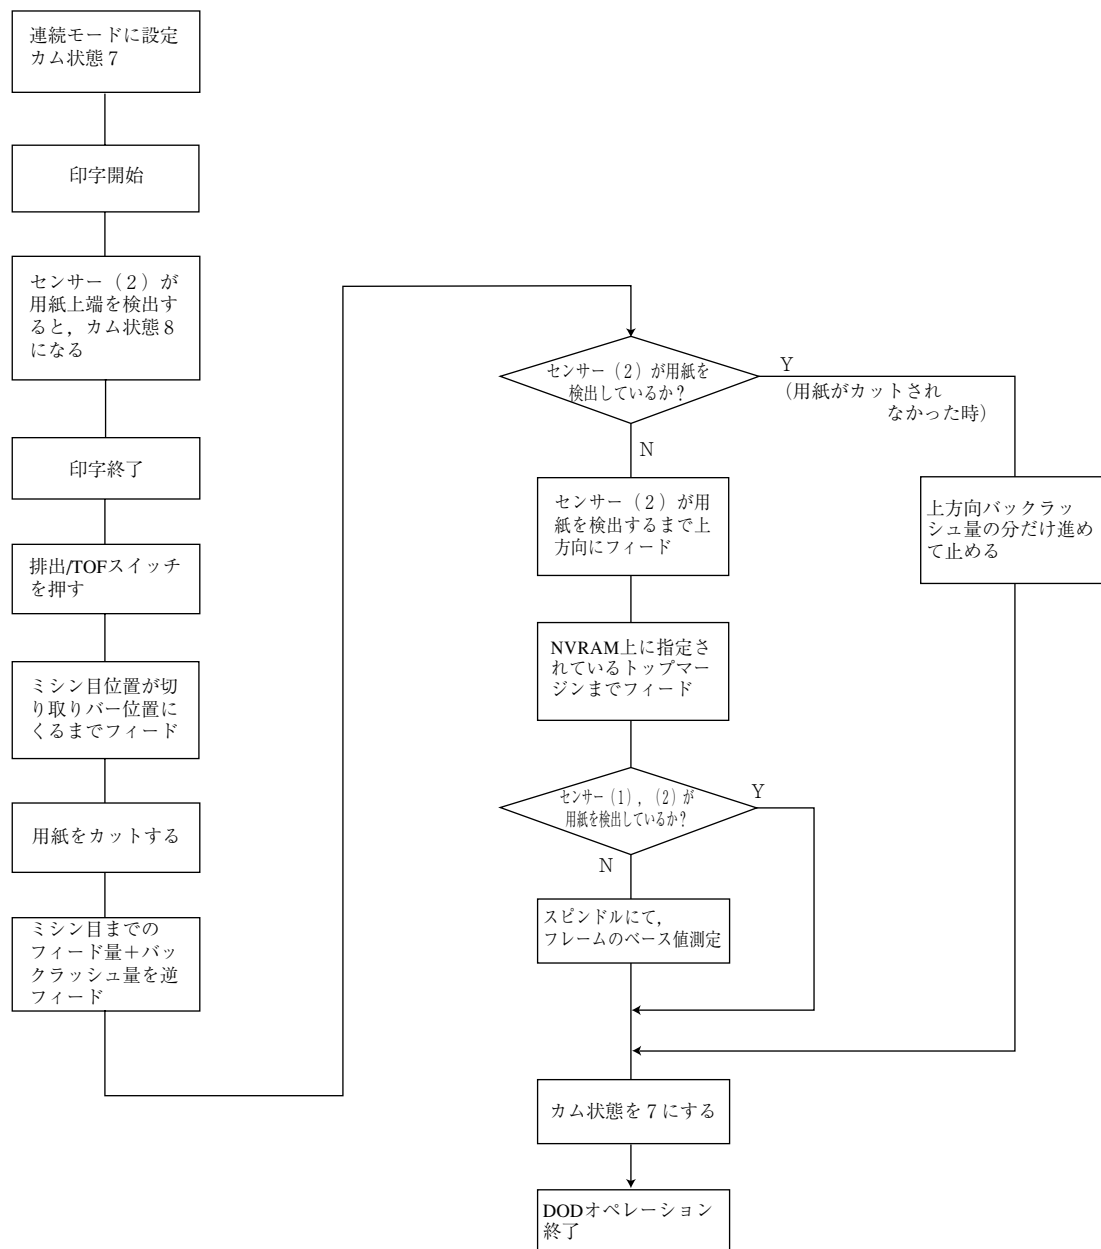 連続モードに設定
カム状態７
印字開始
センサー（２）が
用紙上端を検出す
ると，カム状態８
になる
印字終了
排出/TOFスイッチ
を押す
ミシン目位置が切
り取りバー位置に
くるまでフィード
用紙をカットする
ミシン目までの
フィード量＋バッ
クラッシュ量を逆
フィード
センサー（２）が用紙を
検出しているか？
Y
（用紙がカットされ
なかった時）
N
センサー（２）が用
紙を検出するまで上
方向にフィード
上方向バックラッ
シュ量の分だけ進め
て止める
NVRAM上に指定さ
れているトップマー
ジンまでフィード
センサー（1），（2）が
用紙を検出しているか？
Y
N
スピンドルにて，
フレームのベース値測定
カム状態を７にする
DODオペレーション
終了